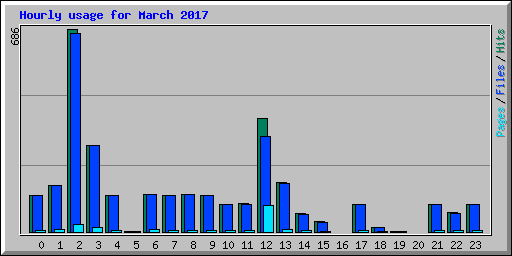 Hourly usage for March 2017
686
Pages/Files/Hits
0 1 2 3 4 5 6 7 8 9 10 11 12 13 14 15 16 17 18 19 20 21 22 23